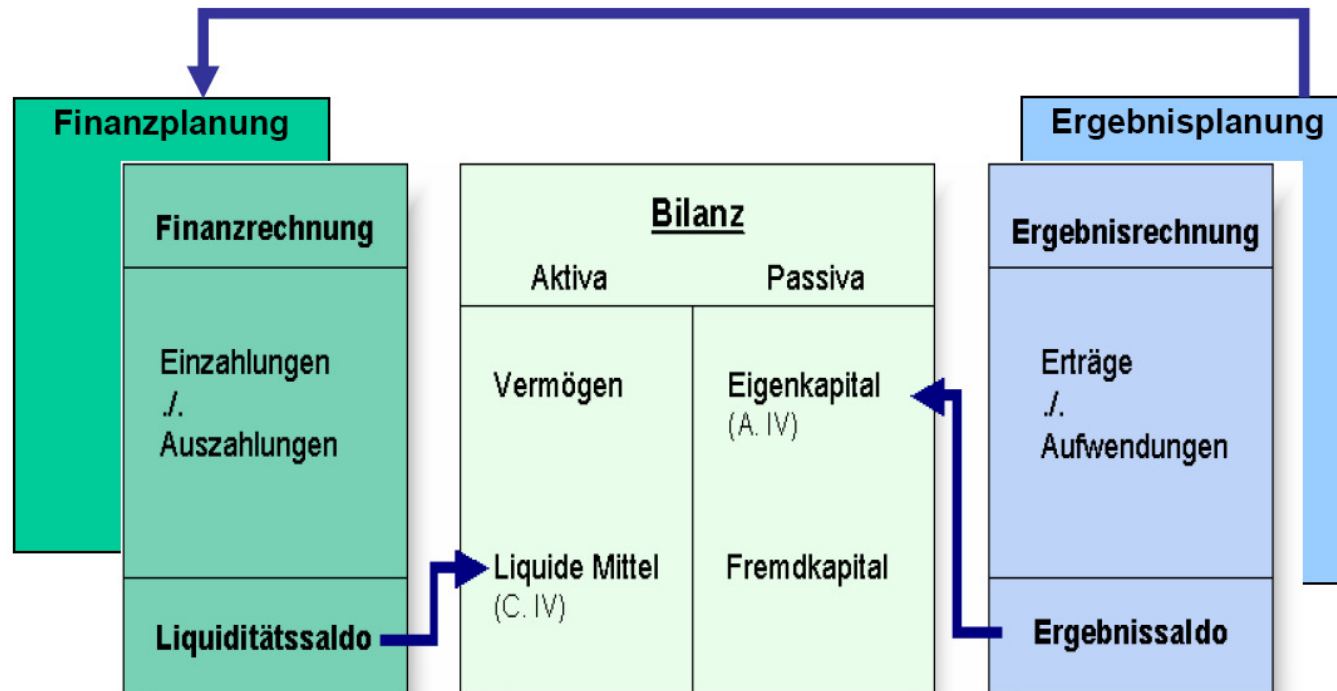 Finanzplanung
Finanzrechnung
Einzahlungen
./.
Auszahlungen
Liquiditätssaldo
Bilanz
Aktiva
Passiva
Vermögen
Eigenkapital
(A. IV)
Liquide Mittel
(C. IV)
Fremdkapital
Ergebnisplanung
Ergebnisrechnung
Erträge
./.
Aufwendungen
Ergebnissaldo